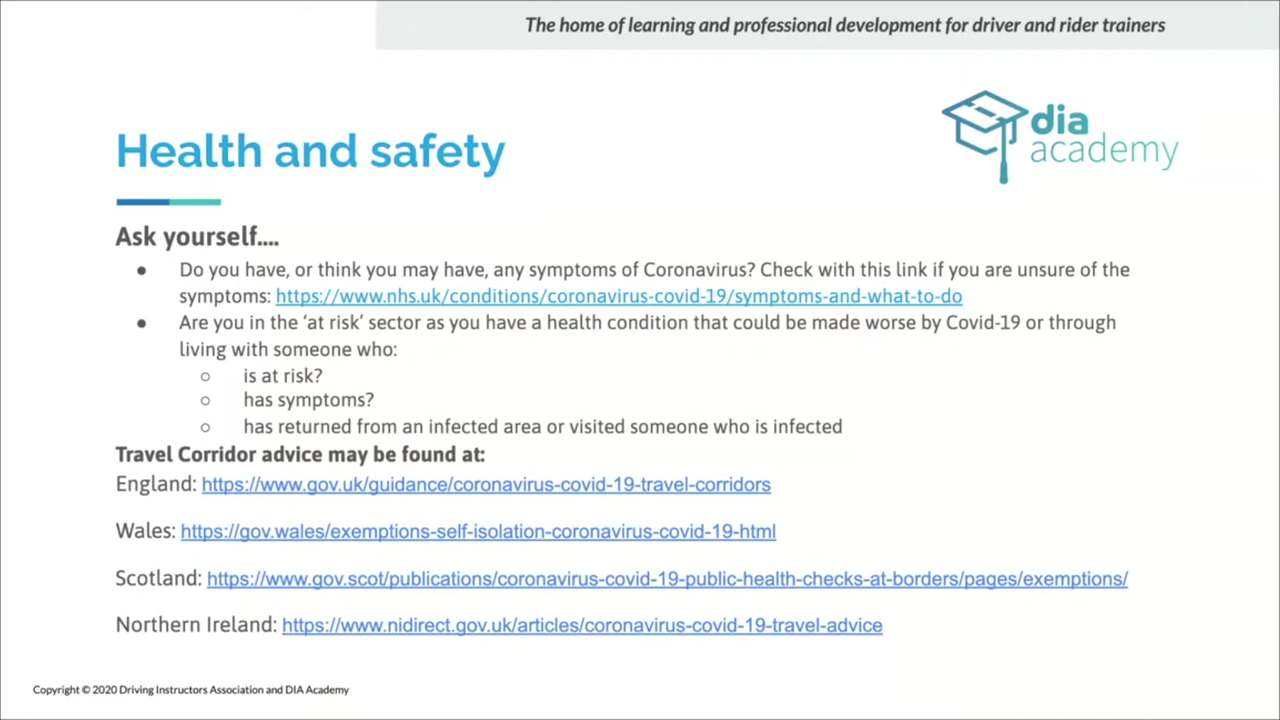 The home of learning and professional development for driver and rider trainers
dia
academy
Health and safety
Ask yourself....
● Do you have, or think you may have, any symptoms of Coronavirus? Check with this link if you are unsure of the
symptoms: https://www.nhs.uk/conditions/coronavirus-covid-19/symptoms-and-what-to-do
● Are you in the ‘at risk’ sector as you have a health condition that could be made worse by Covid-19 or through
living with someone who:
○ is at risk?
○ has symptoms?
○ has returned from an infected area or visited someone who is infected
Travel Corridor advice may be found at:
England: https://www.gov.uk/guidance/coronavirus-covid-19-travel-corridors
Wales: https://gov.wales/exemptions-self-isolation-coronavirus-covid-19-html
Scotland: https://www.gov.scot/publications/coronavirus-covid-19-public-health-checks-at-borders/pages/exemptions/
Northern Ireland: https://www.nidirect.gov.uk/articles/coronavirus-covid-19-travel-advice
Copyright © 2020 Driving Instructors Association and DIA Academy